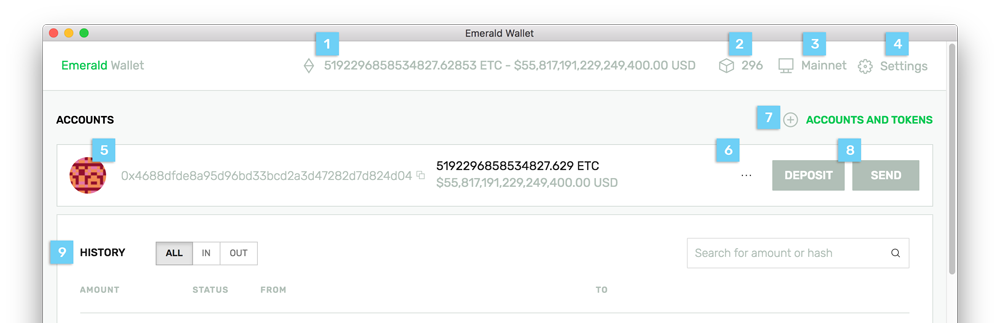 Emerald Wallet
1
2
3
4
Emerald Wallet
5192296858534827.62853 ETC - $55,817,191,229,249,400.00 USD
296
Mainnet
Settings
7
ACCOUNTS
ACCOUNTS AND TOKENS
5
6
8
0x4688dfde8a95d96bd33bcd2a3d47282d7d824d04
5192296858534827.629 ETC
$55,817,191,229,249,400.00 USD
...
DEPOSIT
SEND
9
HISTORY
ALL
IN
OUT
Search for amount or hash
AMOUNT
STATUS
FROM
TO